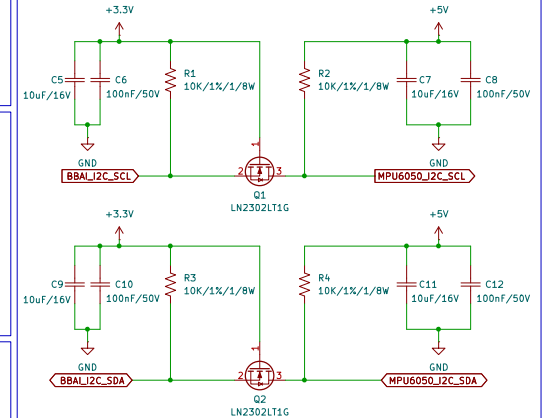 +3.3V
+5V
C5
10uF/16V
C6
100nF/50V
R1
10K/1%/1/8W
R2
10K/1%/1/8W
C7
10uF/16V
C8
100nF/50V
GND
GND
1
BBAI_I2C_SCL
2
3
MPU6050_I2C_SCL
Q1
LN2302LT1G
+3.3V
+5V
C9
10uF/16V
C10
100nF/50V
R3
10K/1%/1/8W
R4
10K/1%/1/8W
C11
10uF/16V
C12
100nF/50V
GND
GND
1
BBAI_I2C_SDA
2
3
MPU6050_I2C_SDA
Q2
LN2302LT1G